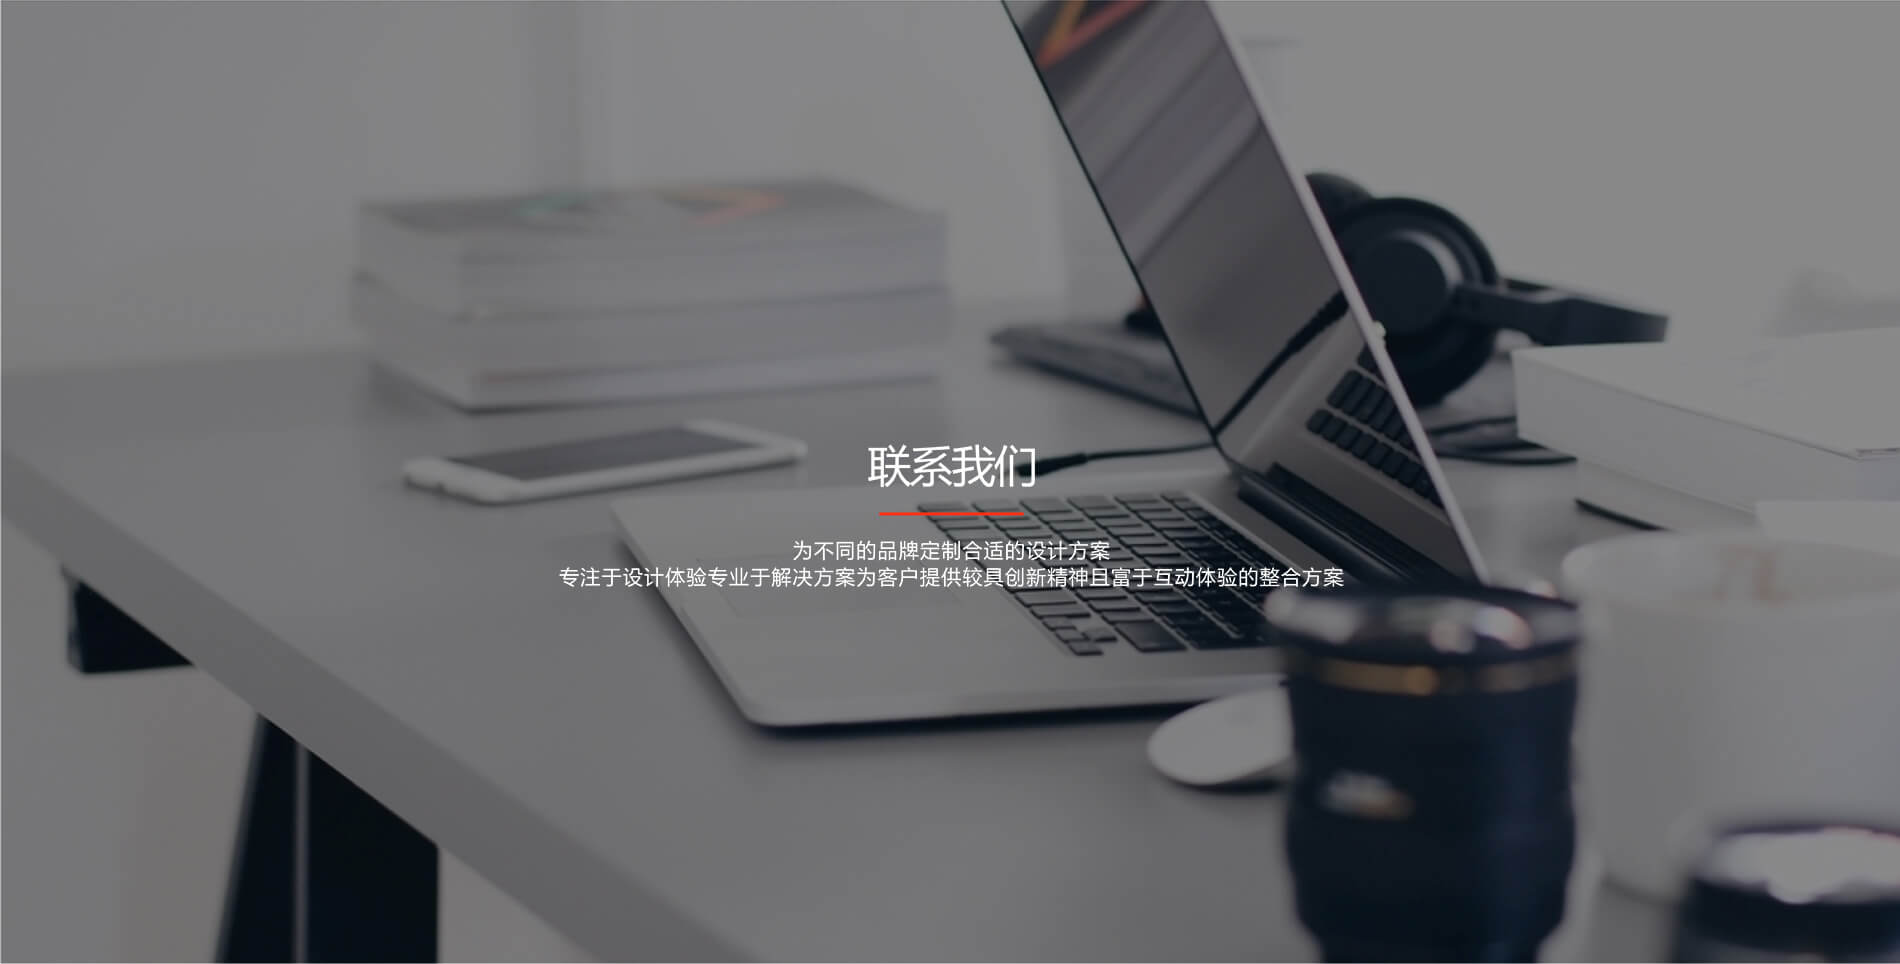 联系我们
为不同的品牌定制合适的设计方案
专注于设计体验专业于解决方案为客户提供较具创新精神且富于互动体验的整合方案